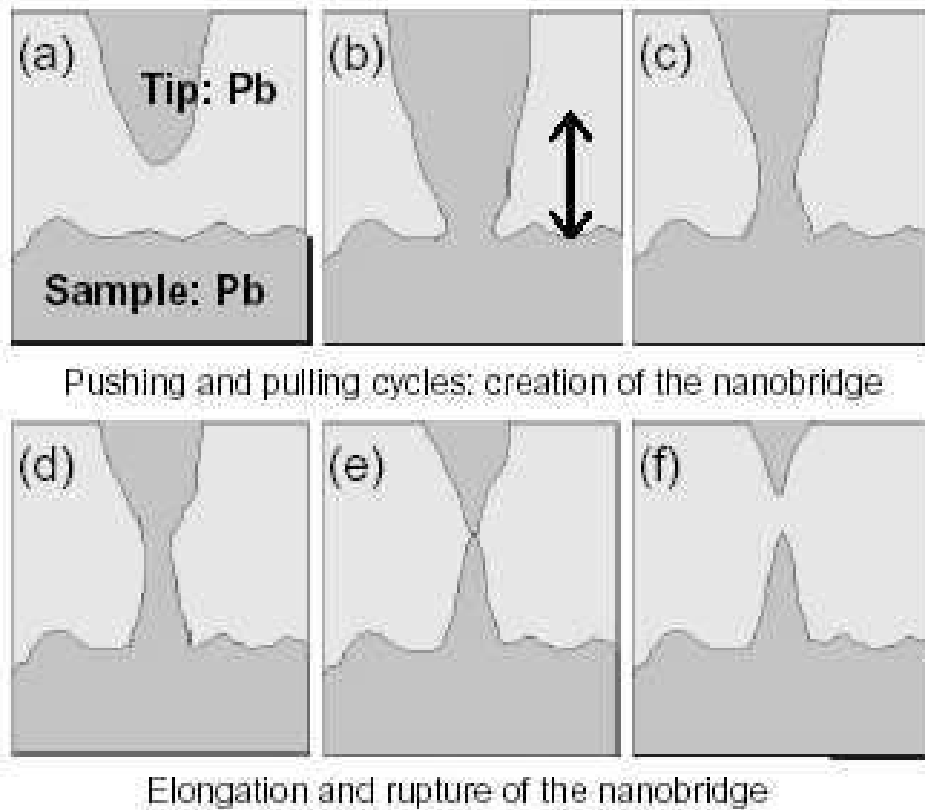 (a)
Tip: Pb
Sample: Pb
(b)
(c)
Pushing and pulling cycles: creation of the nanobridge
(d)
(e)
(f)
Elongation and rupture of the nanobridge